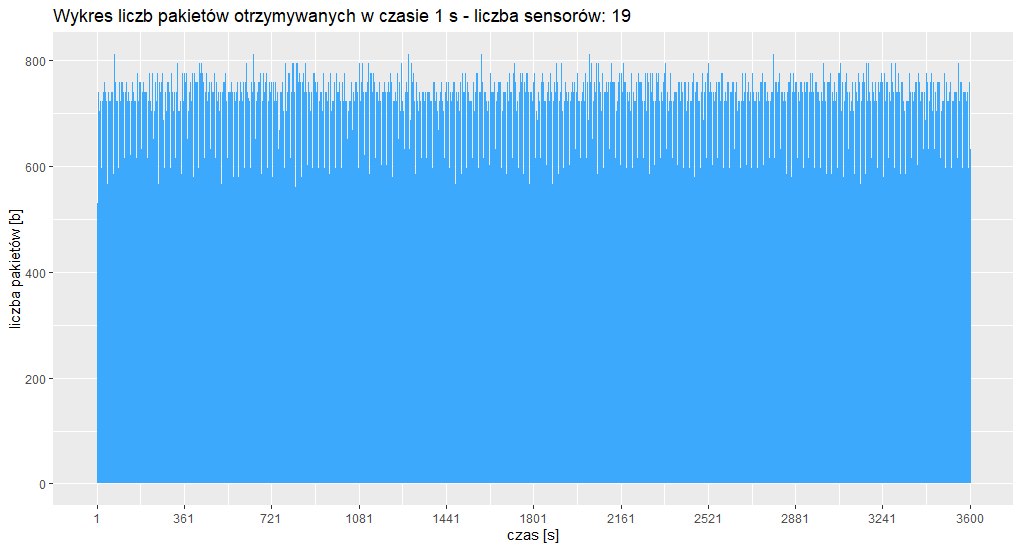 Wykres liczb pakietów otrzymywanych w czasie 1 s - liczba sensorów: 19
800
600
400
200
0
liczba pakietów [b]
1 361 721 1081 1441 1801 2161 2521 2881 3241 3600
czas [s]